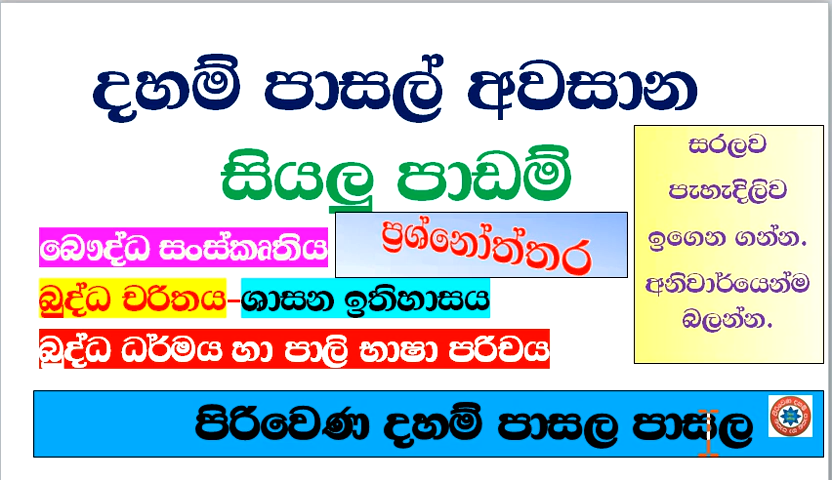 දහම් පාසල් අවසාන
සියලු පාඩම්
බෞද්ධ සංස්කෘතිය
ප්‍රශ්නෝත්තර
බුද්ධ චරිතය-ශාසන ඉතිහාසය
බුද්ධ ධර්මය හා පාලි භාෂා පරිචය
සරලව
පැහැදිලිව
ඉගෙන ගන්න.
අනිවාර්යෙන්ම
බලන්න.
පිරිවෙණ දහම් පාසල පාසල